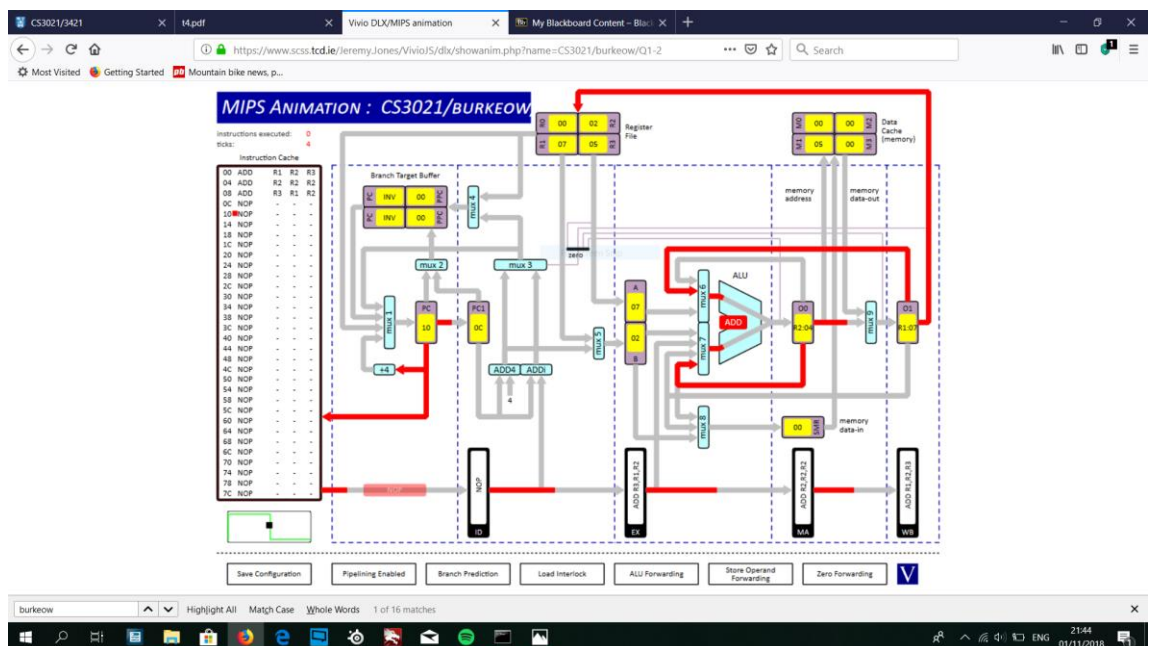 CS3021/3421 × t4.pdf × Vivio DLX/MIPS animation × My Blackboard Content – Blac × +
https://www.scss.tcd.ie/Jeremy.Jones/VivioJS/dlx/showanim.php?name=CS3021/burkeow/Q1-2 Search
Most Visited Getting Started Mountain bike news, p...
MIPS ANIMATION : CS3021/BURKEOW
instructions executed: 0
ticks: 4
Instruction Cache
00 ADD R1 R2 R3
04 ADD R2 R2 R2
08 ADD R3 R1 R2
0C NOP - - -
10 NOP - - -
14 NOP - - -
18 NOP - - -
1C NOP - - -
20 NOP - - -
24 NOP - - -
28 NOP - - -
2C NOP - - -
30 NOP - - -
34 NOP - - -
38 NOP - - -
3C NOP - - -
40 NOP - - -
44 NOP - - -
48 NOP - - -
4C NOP - - -
50 NOP - - -
54 NOP - - -
58 NOP - - -
5C NOP - - -
60 NOP - - -
64 NOP - - -
68 NOP - - -
6C NOP - - -
70 NOP - - -
74 NOP - - -
78 NOP - - -
7C NOP - - -
R0 00 02 R2
R1 07 05 R3
Register
File
M0 00 00 M2
M1 05 00 M3
Data
Cache
(memory)
Branch Target Buffer
PC INV 00 PPC
PC INV 00 PPC
mux 4
memory
address
memory
data-out
zero
mux 2
mux 3
mux 1
PC
10
PC1
0C
+4
ADD4 ADDi
4
mux 5
A
07
02
B
mux 6
ALU
ADD
mux 7
O0
R2:04
mux 9
O1
R1:07
mux 8
00 SMR
memory
data-in
NOP
NOP
ID
ADD R3,R1,R2
EX
ADD R2,R2,R2
MA
ADD R1,R2,R3
WB
Save Configuration
Pipelining Enabled
Branch Prediction
Load Interlock
ALU Forwarding
Store Operand
Forwarding
Zero Forwarding
V
burkeow Highlight All Match Case Whole Words 1 of 16 matches
ENG
21:44
01/11/2018